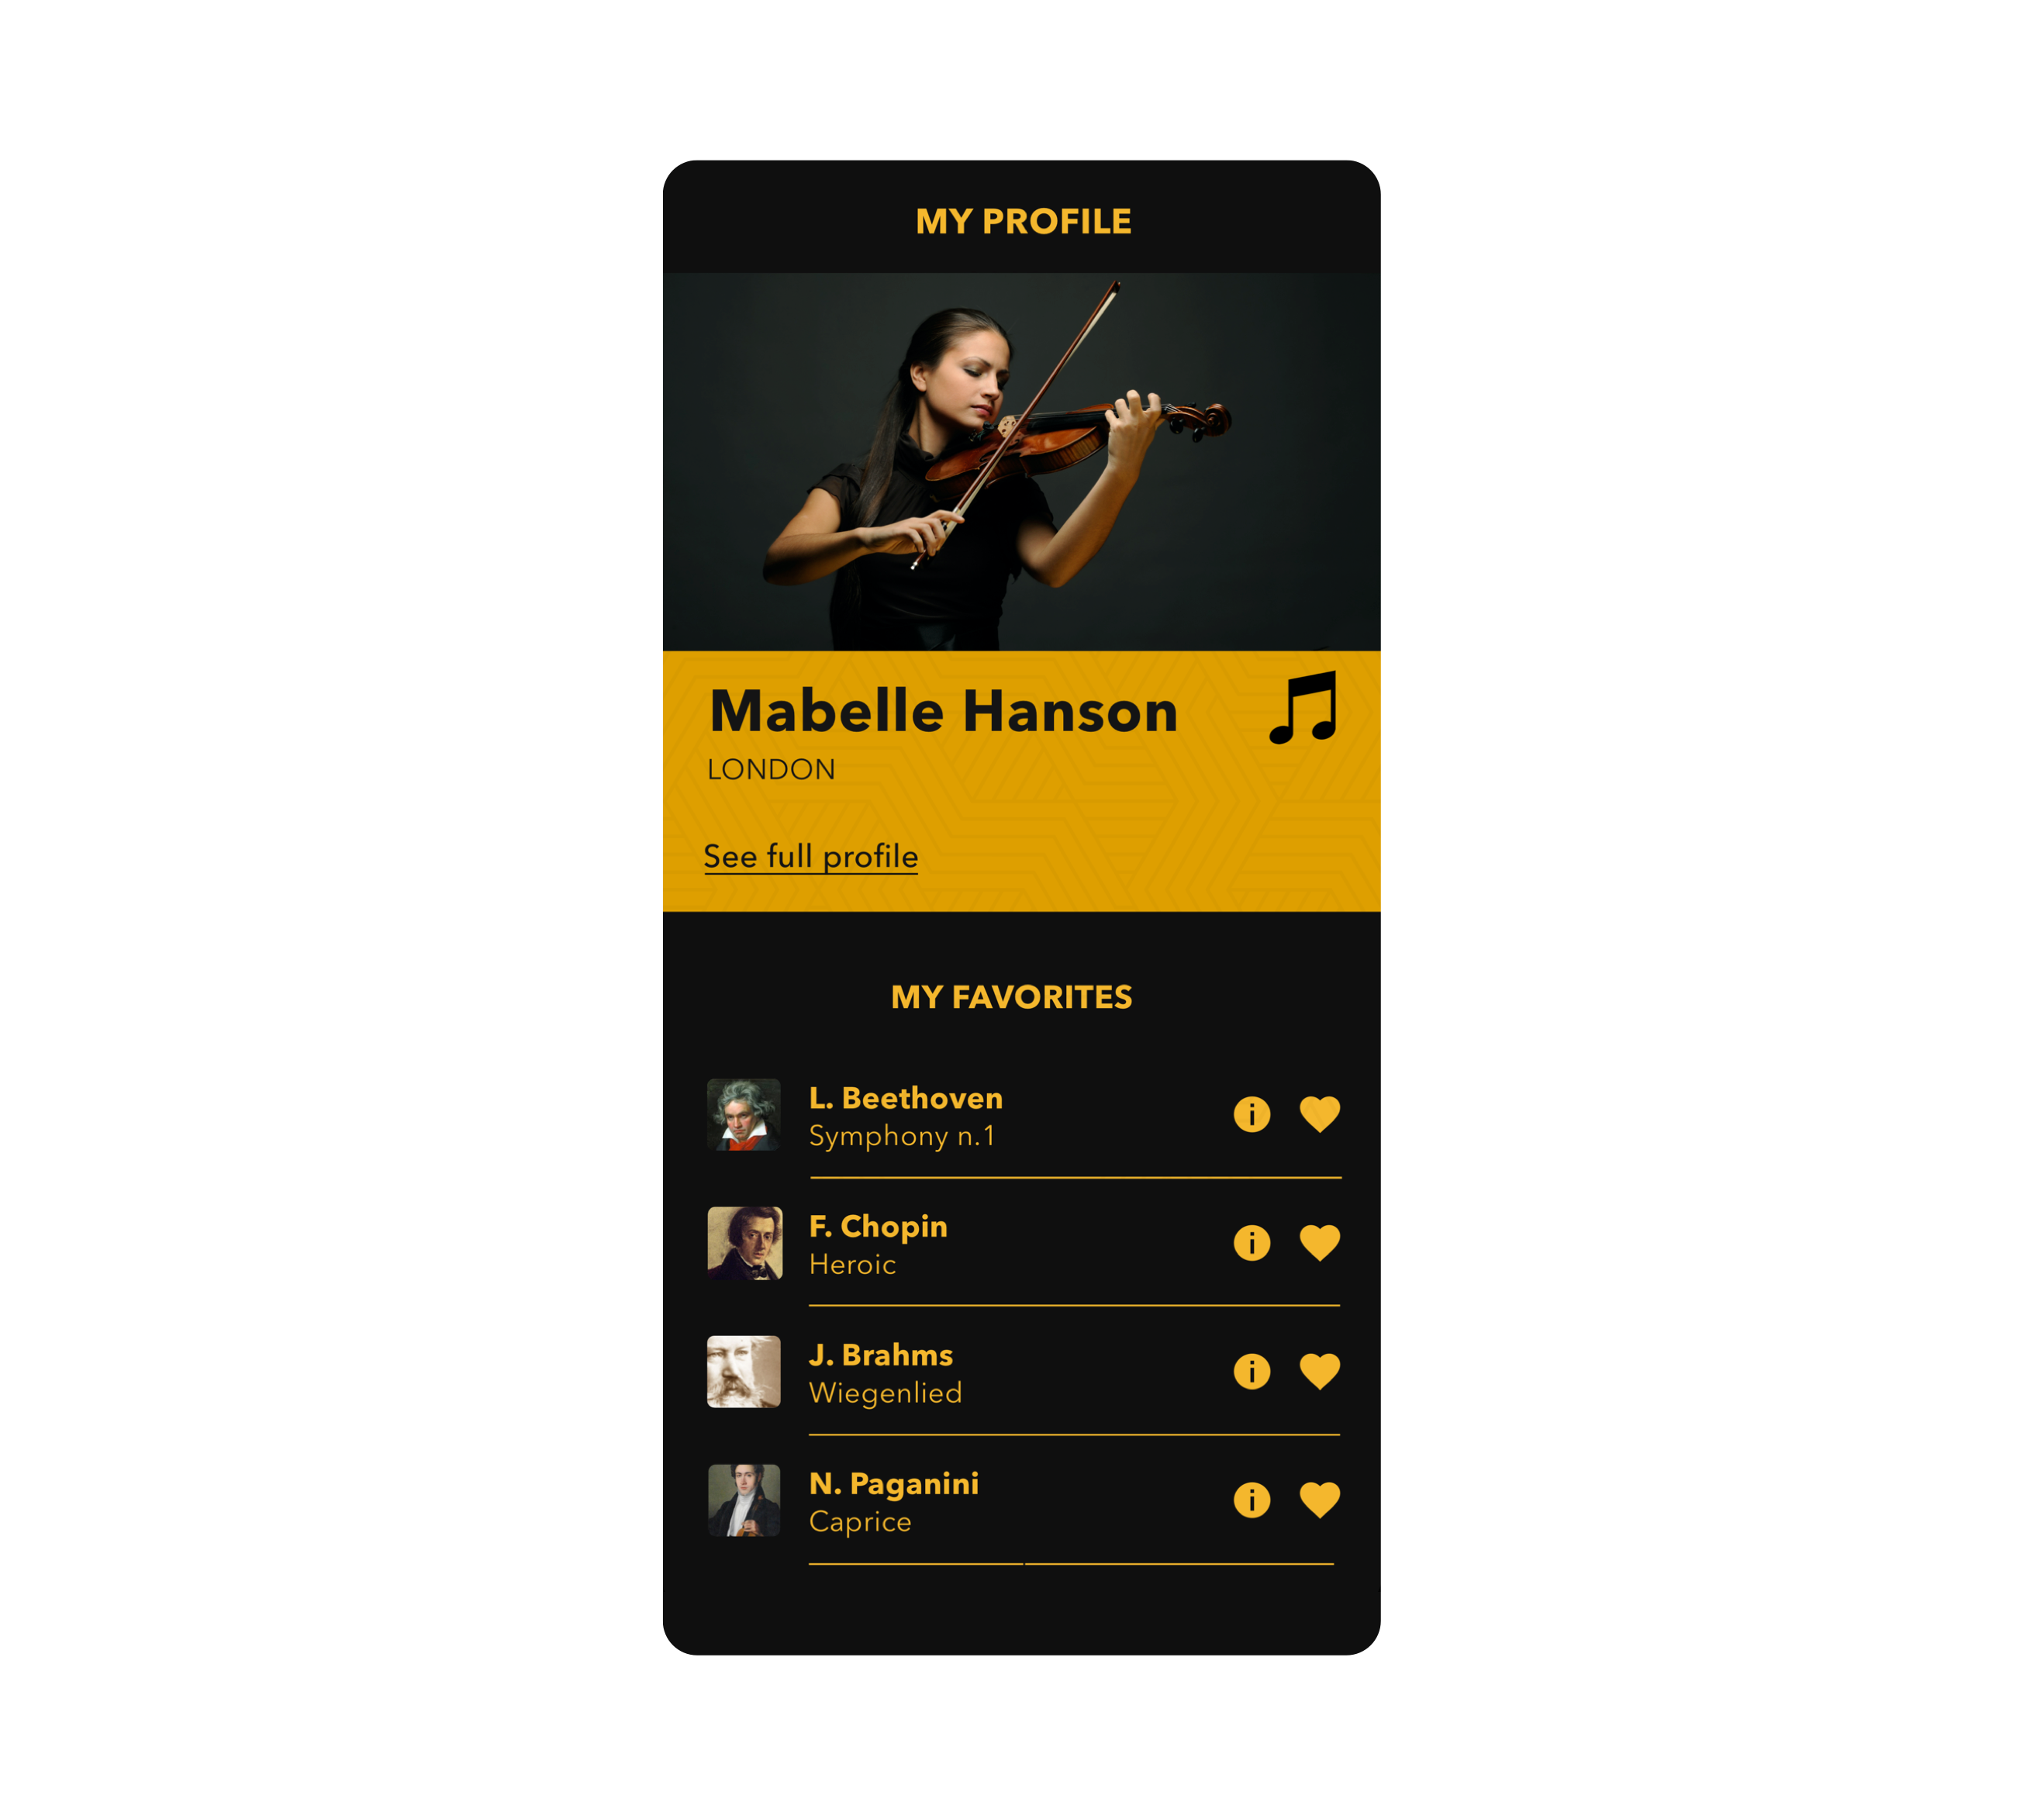 MY PROFILE
Mabelle Hanson
LONDON
See full profile
MY FAVORITES
L. Beethoven
Symphony n.1
F. Chopin
Heroic
J. Brahms
Wiegenlied
N. Paganini
Caprice